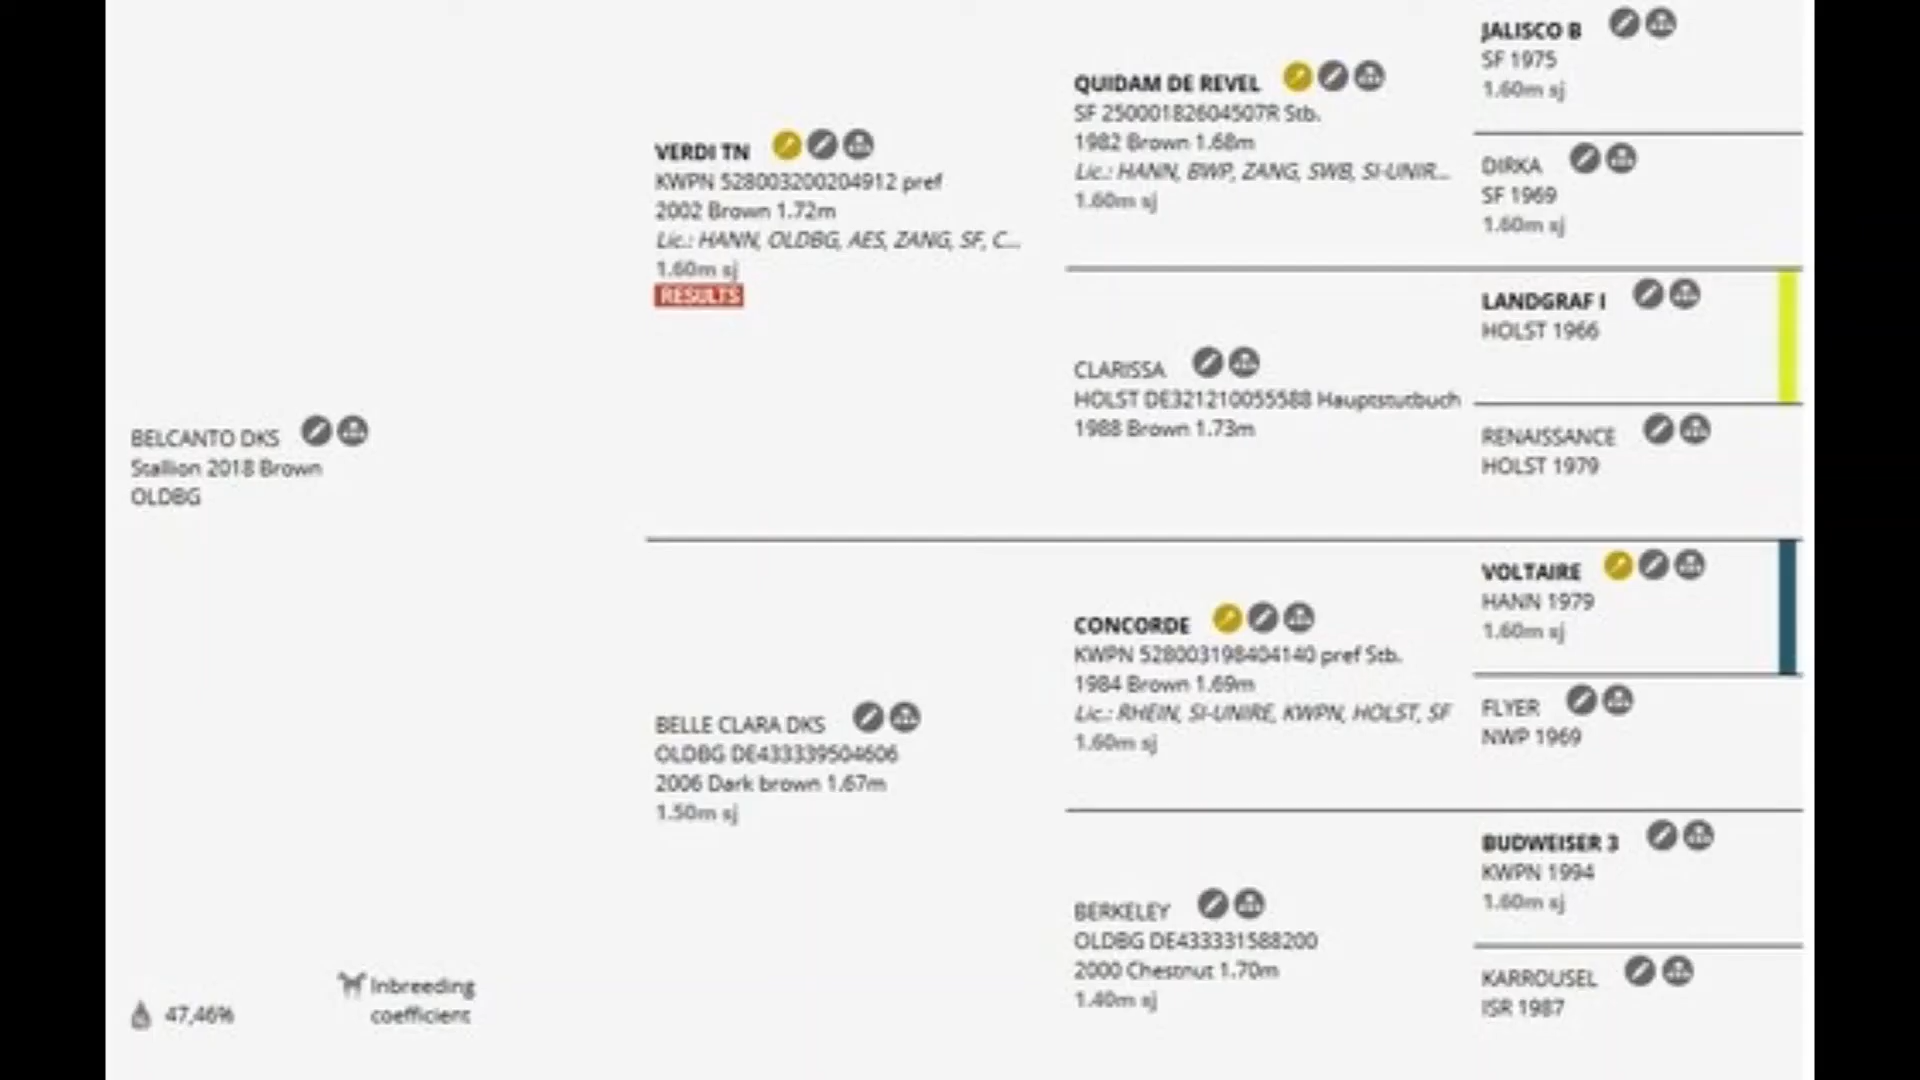 BELCANTO DKS
Stallion 2018 Brown
OLDBG
47,46%
Inbreeding
coefficient
VERDI TN
KWPN 528003200204912 pref
2002 Brown 1.72m
Lic.: HANN, OLDBG, AES, ZANG, SF, C...
1.60m sj
RESULTS
BELLE CLARA DKS
OLDBG DE433339504606
2006 Dark brown 1.67m
1.50m sj
QUIDAM DE REVEL
SF 25000182604507R Stb.
1982 Brown 1.68m
Lic.: HANN, BWP, ZANG, SWB, SI-UNIR...
1.60m sj
CLARISSA
HOLST DE321210055588 Hauptstutbuch
1988 Brown 1.73m
CONCORDE
KWPN 528003198404140 pref Stb.
1984 Brown 1.69m
Lic.: RHEIN, SI-UNIRE, KWPN, HOLST, SF
1.60m sj
BERKELEY
OLDBG DE433331588200
2000 Chestnut 1.70m
1.40m sj
JALISCO B
SF 1975
1.60m sj
DIRKA
SF 1969
1.60m sj
LANDGRAF I
HOLST 1966
RENAISSANCE
HOLST 1979
VOLTAIRE
HANN 1979
1.60m sj
FLYER
NWP 1969
BUDWEISER 3
KWPN 1994
1.60m sj
KARROUSEL
ISR 1987